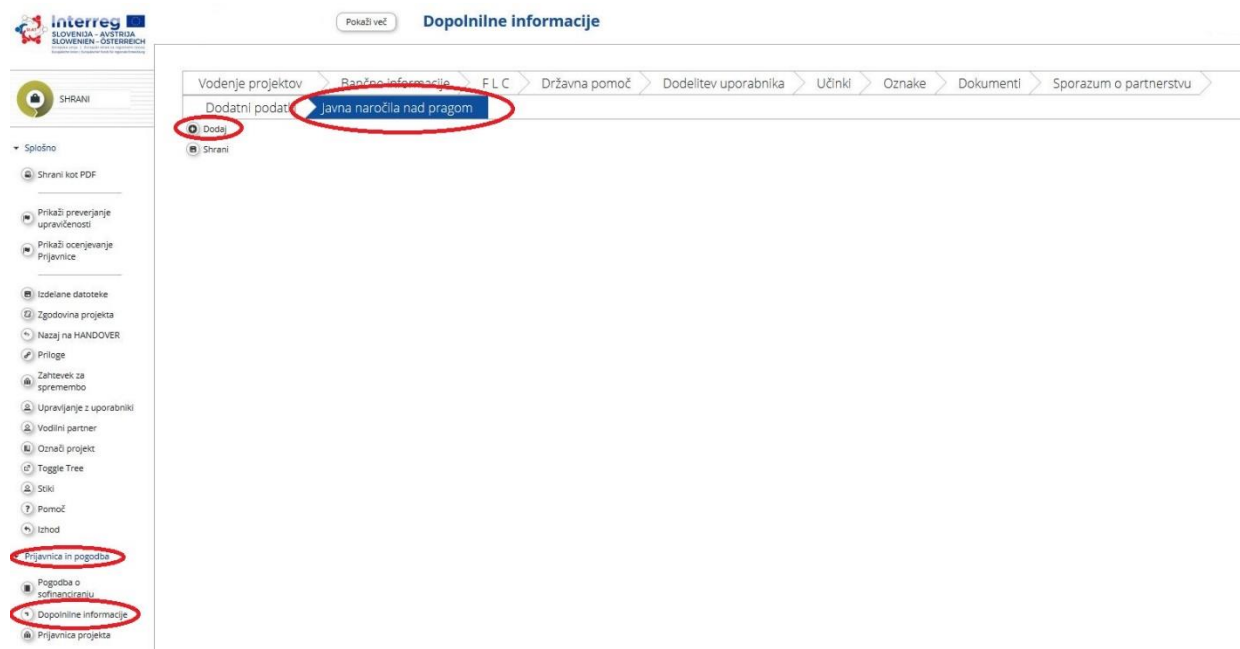 Interreg
SLOVENIJA - AVSTRIJA
SLOWENIEN - ÖSTERREICH
Pokaži več
Dopolnilne informacije
SHRANI
Vodenje projektov
Bančne informacije
F L C
Državna pomoč
Dodelitev uporabnika
Učinki
Oznake
Dokumenti
Sporazum o partnerstvu
Dodatni podatki
Javna naročila nad pragom
Dodaj
Shrani
Splošno
Shrani kot PDF
Prikaži preverjanje
upravičenosti
Prikaži ocenjevanje
Prijavnice
Izdelane datoteke
Zgodovina projekta
Nazaj na HANDOVER
Priloge
Zahtevek za
spremembo
Upravljanje z uporabniki
Vodilni partner
Označi projekt
Toggle Tree
Stiki
Pomoč
Izhod
Prijavnica in pogodba
Pogodba o
sofinanciranju
Dopolnilne informacije
Prijavnica projekta